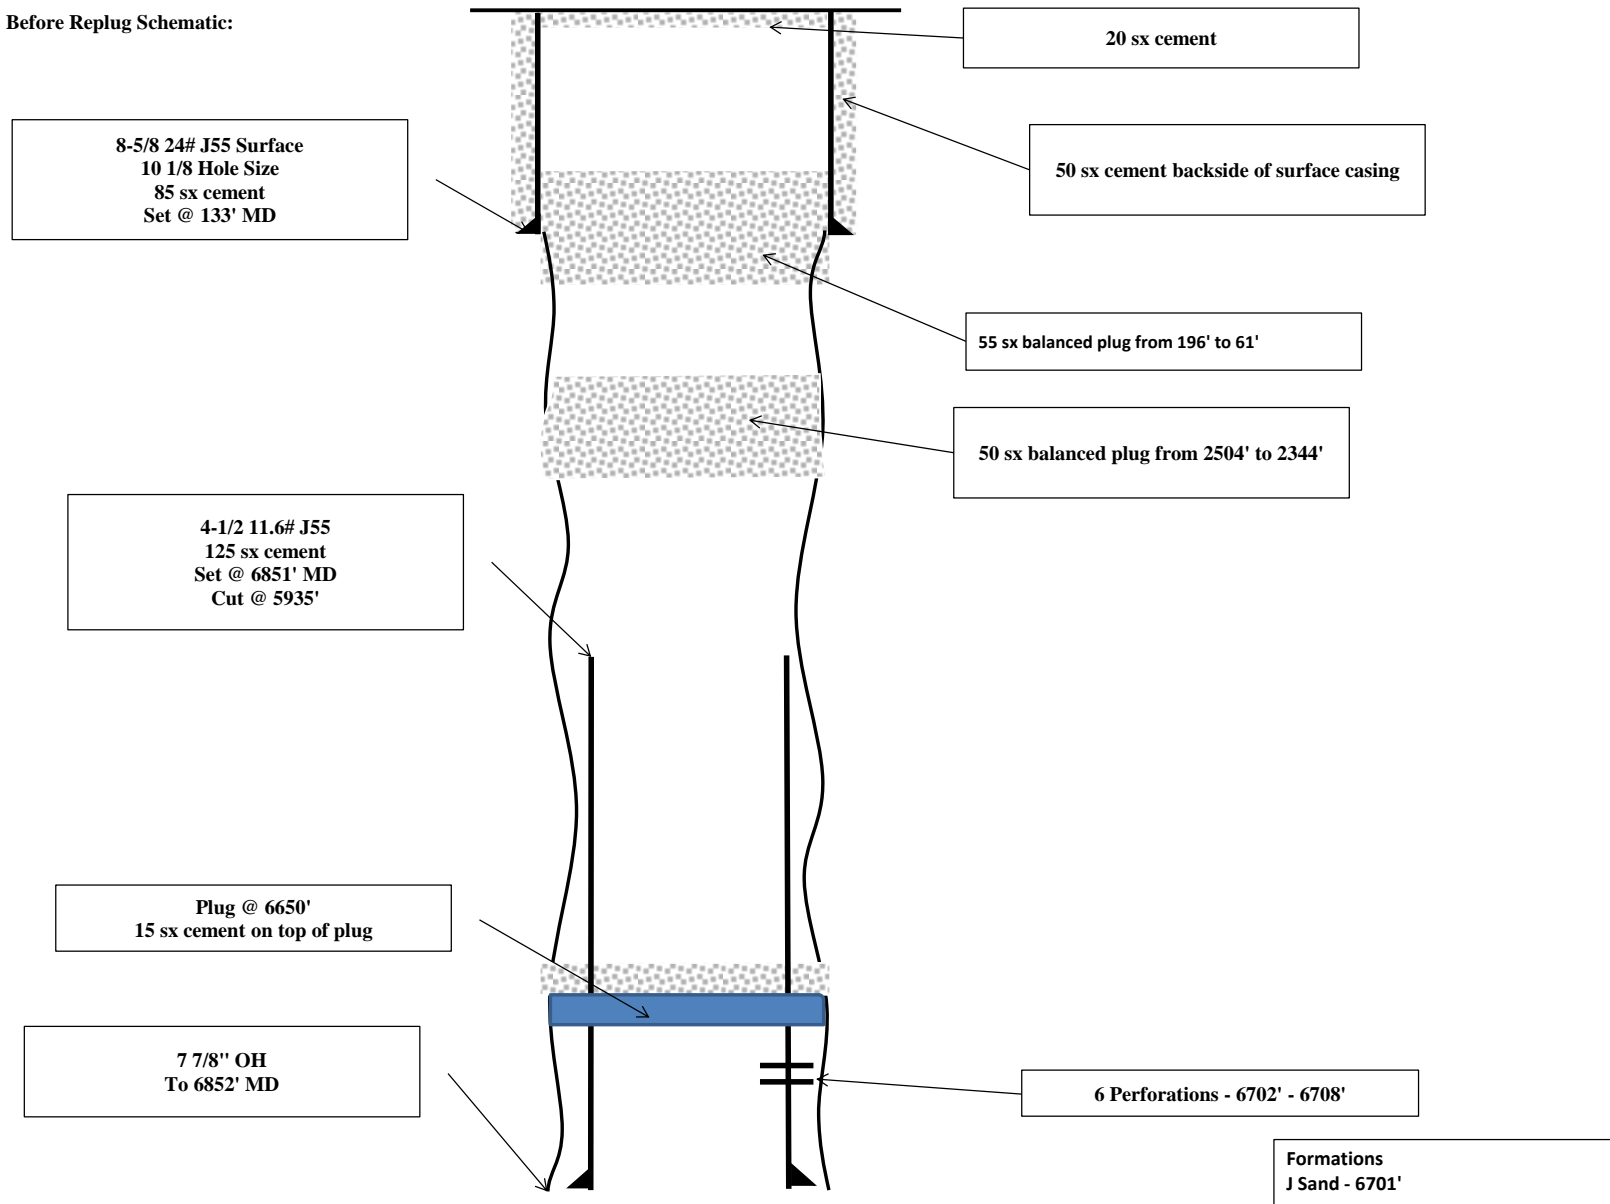 Before Replug Schematic:
20 sx cement
8-5/8 24# J55 Surface
10 1/8 Hole Size
85 sx cement
Set @ 133' MD
50 sx cement backside of surface casing
55 sx balanced plug from 196' to 61'
50 sx balanced plug from 2504' to 2344'
4-1/2 11.6# J55
125 sx cement
Set @ 6851' MD
Cut @ 5935'
Plug @ 6650'
15 sx cement on top of plug
7 7/8" OH
To 6852' MD
6 Perforations - 6702' - 6708'
Formations
J Sand - 6701'